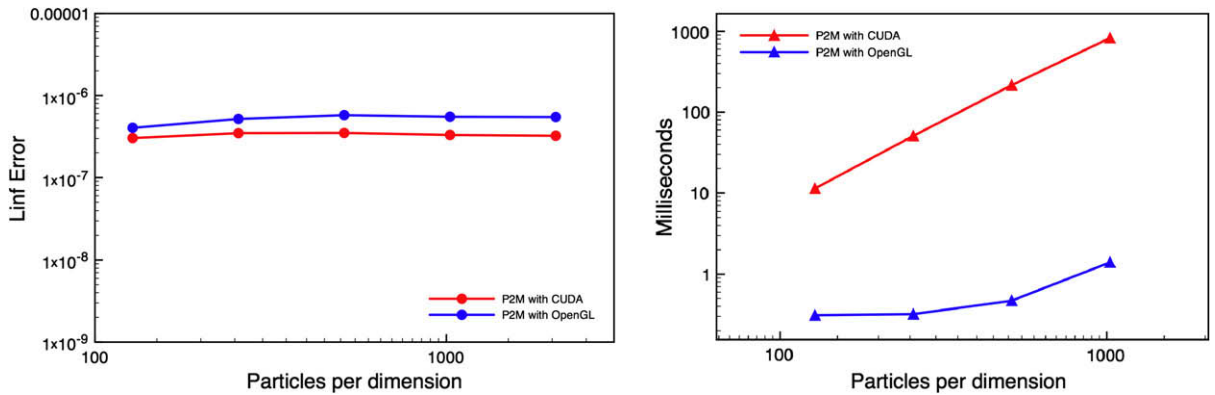 0.00001
1x10-6
1x10-7
1x10-8
1x10-9
Linf Error
P2M with CUDA
P2M with OpenGL
100
1000
Particles per dimension
1000
100
10
1
Milliseconds
P2M with CUDA
P2M with OpenGL
100
1000
Particles per dimension